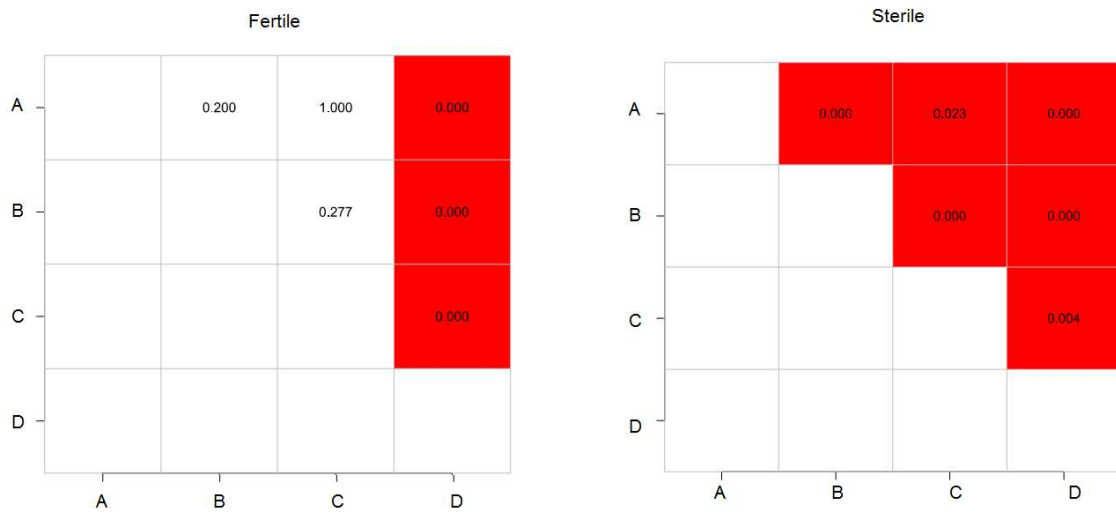 Fertile
A 0.200 1.000 0.000
B 0.277 0.000
C 0.000
D
A B C D
Sterile
A 0.000 0.023 0.000
B 0.000 0.000
C 0.004
D
A B C D